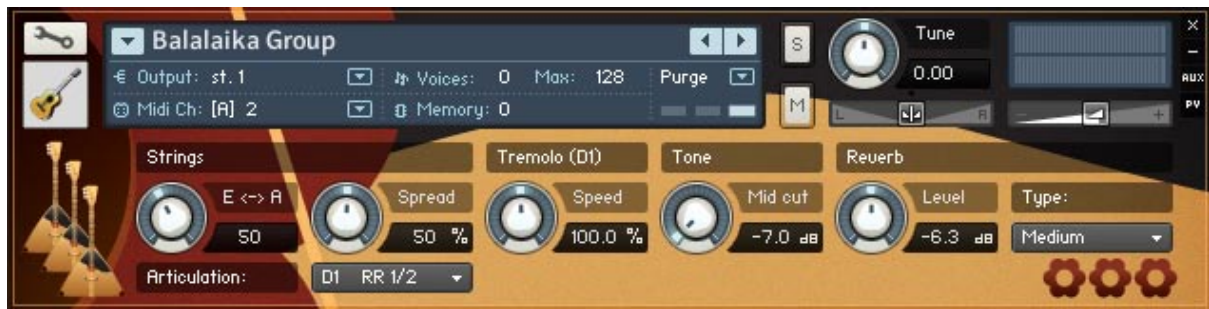 Balalaika Group
S
Tune
X
-
Output: st. 1 Voices: 0 Max: 128 Purge
0.00
AUX
Midi Ch: [A] 2 Memory: 0
M
L R
- +
PV
Strings Tremolo (D1) Tone Reverb
E <-> A Spread Speed Mid cut Level Type:
50 50 % 100.0 % -7.0 dB -6.3 dB Medium
Articulation: D1 RR 1/2